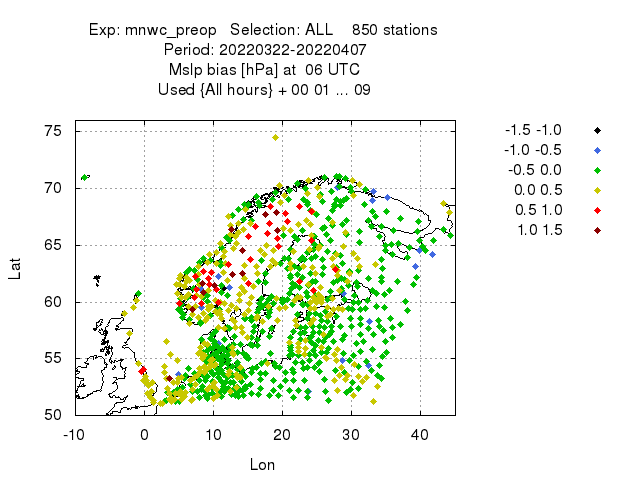 Exp: mnwc_preop   Selection: ALL    850 stations
Period: 20220322-20220407
Mslp bias [hPa] at  06 UTC
Used {All hours} + 00 01 ... 09
-1.5 -1.0
-1.0 -0.5
-0.5 0.0
0.0 0.5
0.5 1.0
1.0 1.5
Lat
75
70
65
60
55
50
-10 0 10 20 30 40
Lon